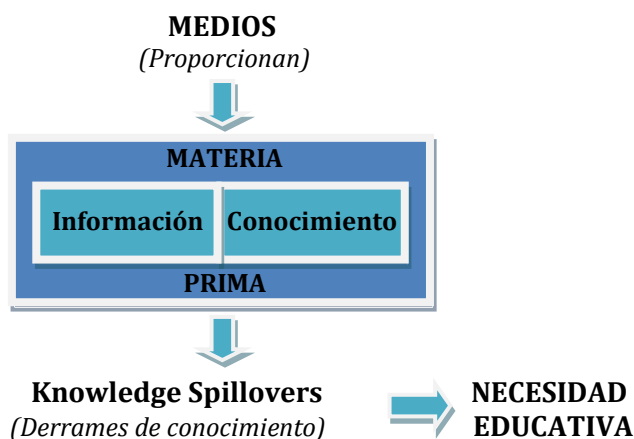 MEDIOS
(Proporcionan)
MATERIA
Información Conocimiento
PRIMA
Knowledge Spillovers
(Derrames de conocimiento)
NECESIDAD
EDUCATIVA